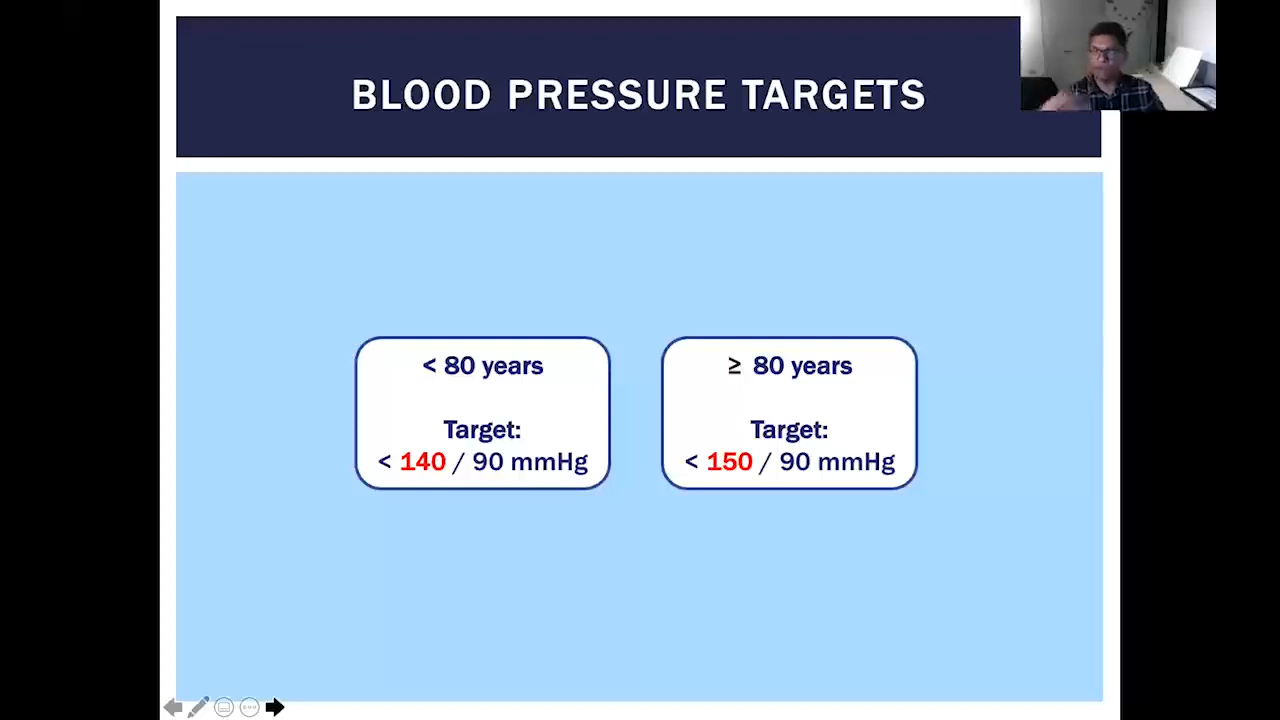 BLOOD PRESSURE TARGETS
< 80 years
Target:
< 140 / 90 mmHg
≥ 80 years
Target:
< 150 / 90 mmHg